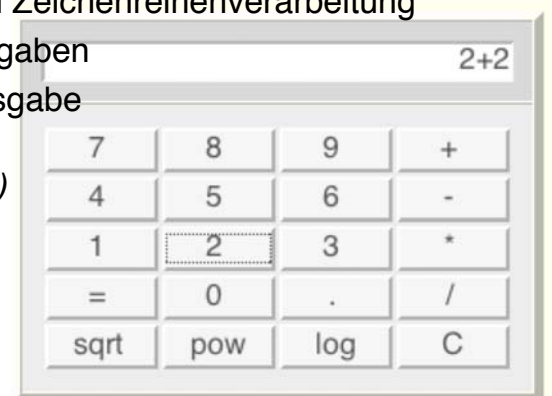 Zeichenreihenverarbeitung
gaben
sgabe
)
2+2
7 8 9 +
4 5 6 -
1 2 3 *
= 0 . /
sqrt pow log C